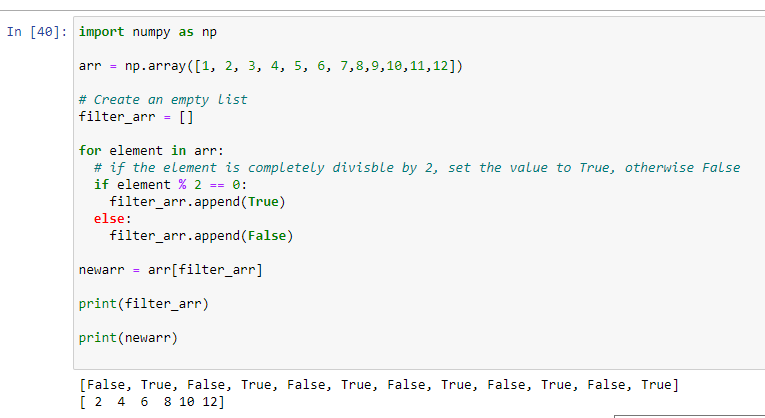 In [40]: import numpy as np
arr = np.array([1, 2, 3, 4, 5, 6, 7,8,9,10,11,12])
# Create an empty list
filter_arr = []
for element in arr:
# if the element is completely divisble by 2, set the value to True, otherwise False
if element % 2 == 0:
filter_arr.append(True)
else:
filter_arr.append(False)
newarr = arr[filter_arr]
print(filter_arr)
print(newarr)
[False, True, False, True, False, True, False, True, False, True, False, True]
[ 2  4  6  8 10 12]